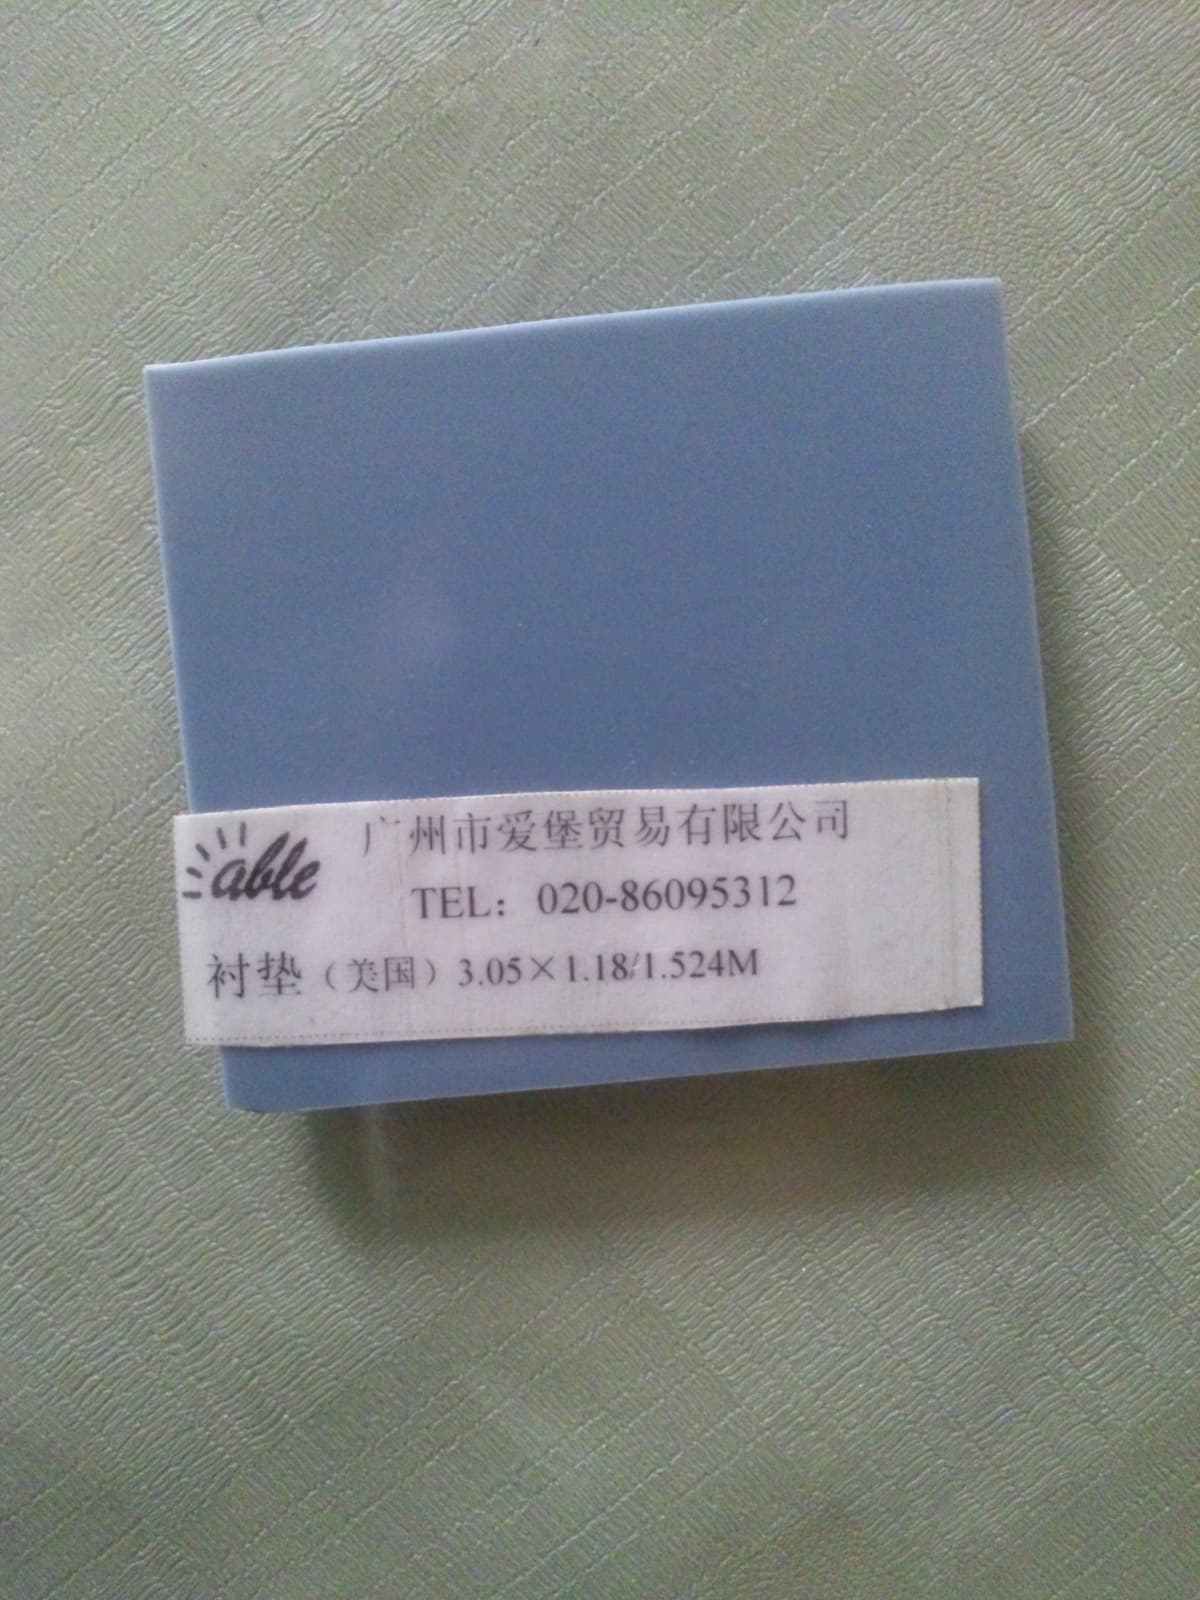 able
广州市爱堡贸易有限公司
TEL：020-86095312
衬垫（美国）3.05×1.18/1.524M